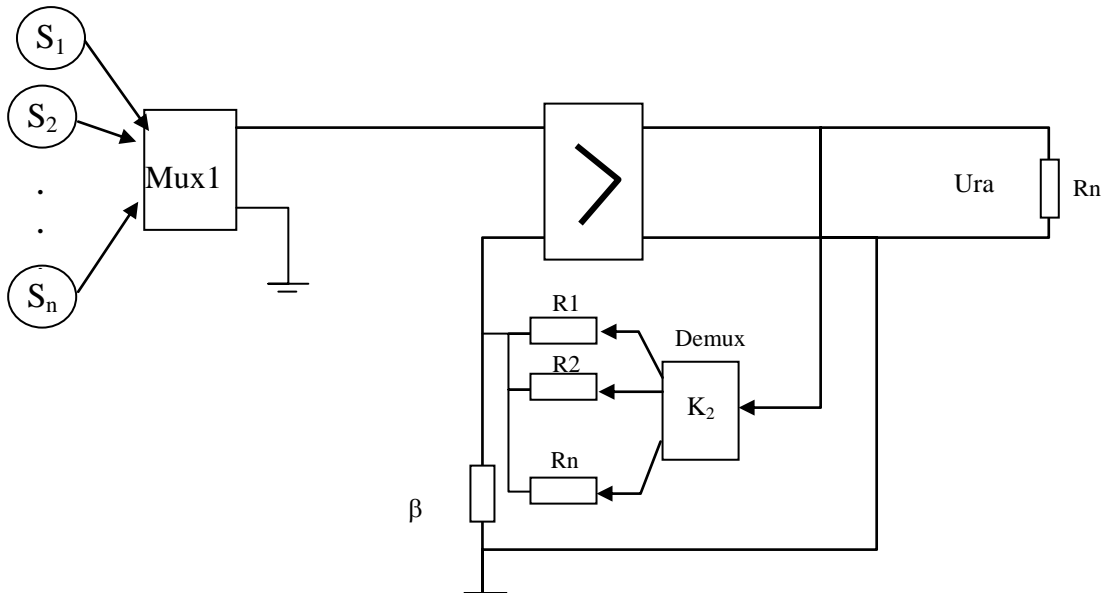 S₁
S₂
.
.
Sₙ
Mux1
>
Ura
Rn
R1
R2
Rn
Demux
K₂
β